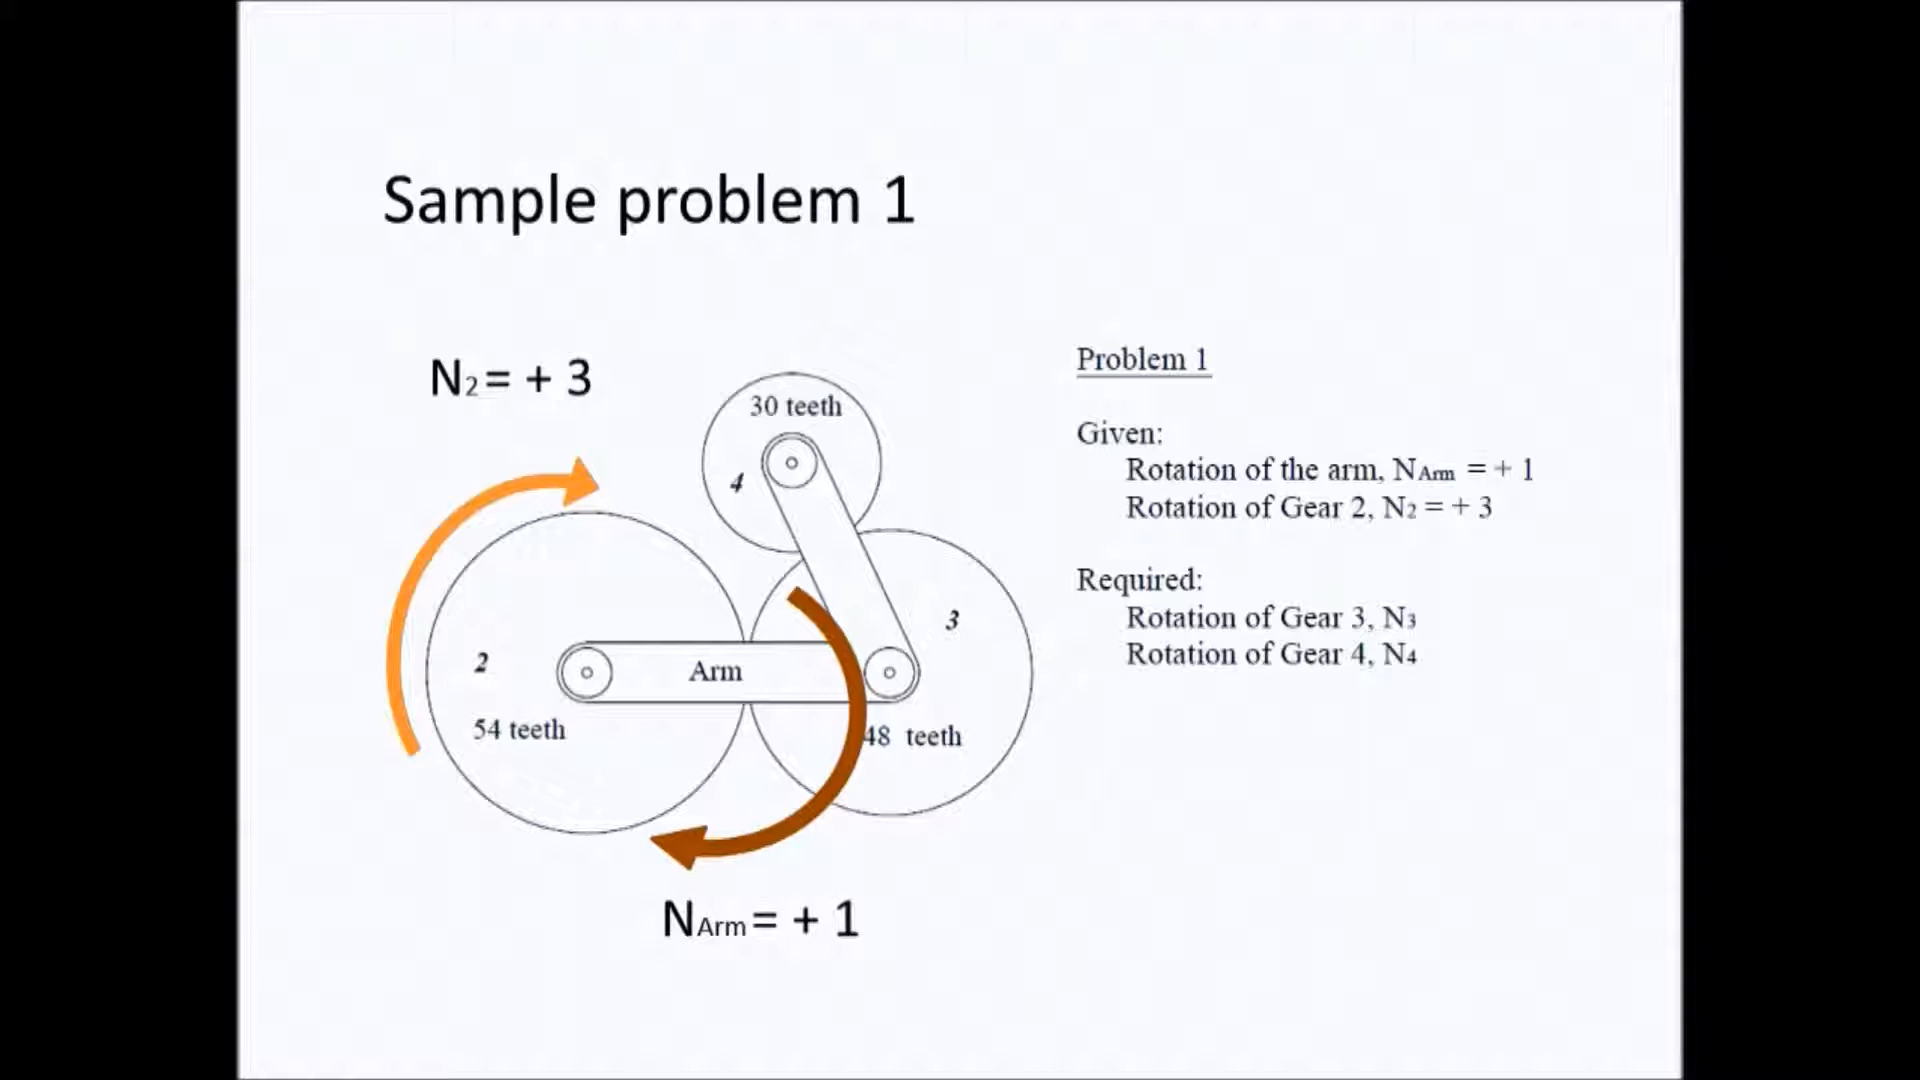 Sample problem 1
N2 = + 3
30 teeth
4
3
2
Arm
54 teeth
48 teeth
NArm = + 1
Problem 1
Given:
Rotation of the arm, NArm = + 1
Rotation of Gear 2, N2 = + 3
Required:
Rotation of Gear 3, N3
Rotation of Gear 4, N4